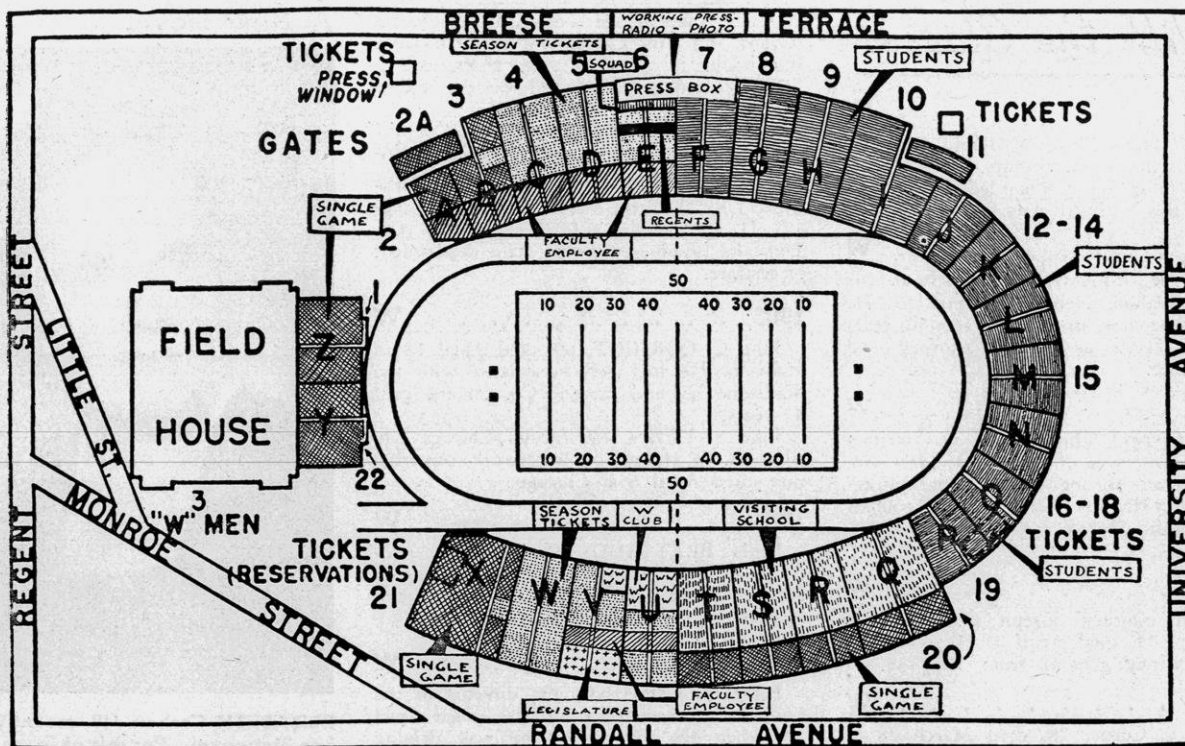 BREESE TERRACE
WORKING PRESS-
RADIO - PHOTO
SEASON TICKETS
TICKETS
PRESS
WINDOW
SQUAD
PRESS BOX
STUDENTS
TICKETS
GATES
2A
3
4
5
6
7
8
9
10
11
SINGLE
GAME
2
A
B
C
D
E
F
G
H
I
J
K
L
M
N
O
P
REGENTS
FACULTY
EMPLOYEE
12-14
STUDENTS
50
10 20 30 40 40 30 20 10
1
Z
Y
22
FIELD
HOUSE
3
"W" MEN
15
10 20 30 40 40 30 20 10
50
SEASON
TICKETS
W
CLUB
VISITING
SCHOOL
16-18
TICKETS
STUDENTS
TICKETS
(RESERVATIONS)
21
X
W
V
U
T
S
R
Q
19
20
SINGLE
GAME
LEGISLATURE
FACULTY
EMPLOYEE
SINGLE
GAME
RANDALL AVENUE
REGENT STREET
LITTLE ST.
MONROE STREET
UNIVERSITY AVENUE